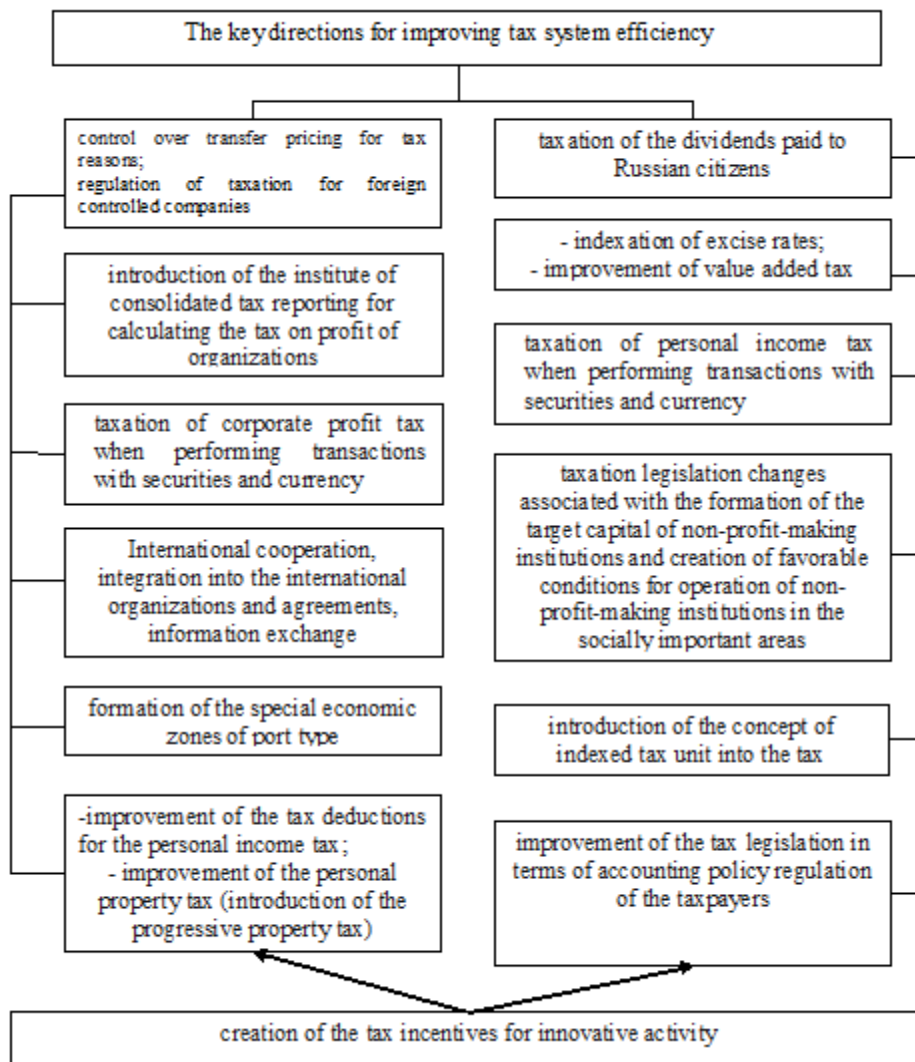 The key directions for improving tax system efficiency
control over transfer pricing for tax
reasons;
regulation of taxation for foreign
controlled companies
introduction of the institute of
consolidated tax reporting for
calculating the tax on profit of
organizations
taxation of corporate profit tax
when performing transactions
with securities and currency
International cooperation,
integration into the international
organizations and agreements,
information exchange
formation of the special economic
zones of port type
-improvement of the tax deductions
for the personal income tax;
- improvement of the personal
property tax (introduction of the
progressive property tax)
taxation of the dividends paid to
Russian citizens
- indexation of excise rates;
- improvement of value added tax
taxation of personal income tax
when performing transactions with
securities and currency
taxation legislation changes
associated with the formation of the
target capital of non-profit-making
institutions and creation of favorable
conditions for operation of non-
profit-making institutions in the
socially important areas
introduction of the concept of
indexed tax unit into the tax
improvement of the tax legislation in
terms of accounting policy regulation
of the taxpayers
creation of the tax incentives for innovative activity